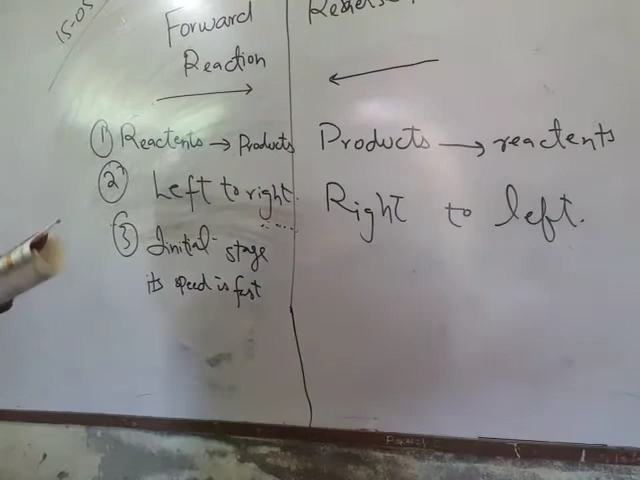 15-05
Forward
Reaction
① Reactents → Products
② Left to right
③ Iinitial stage
its speed is fast
Products → reactents
Right to left.